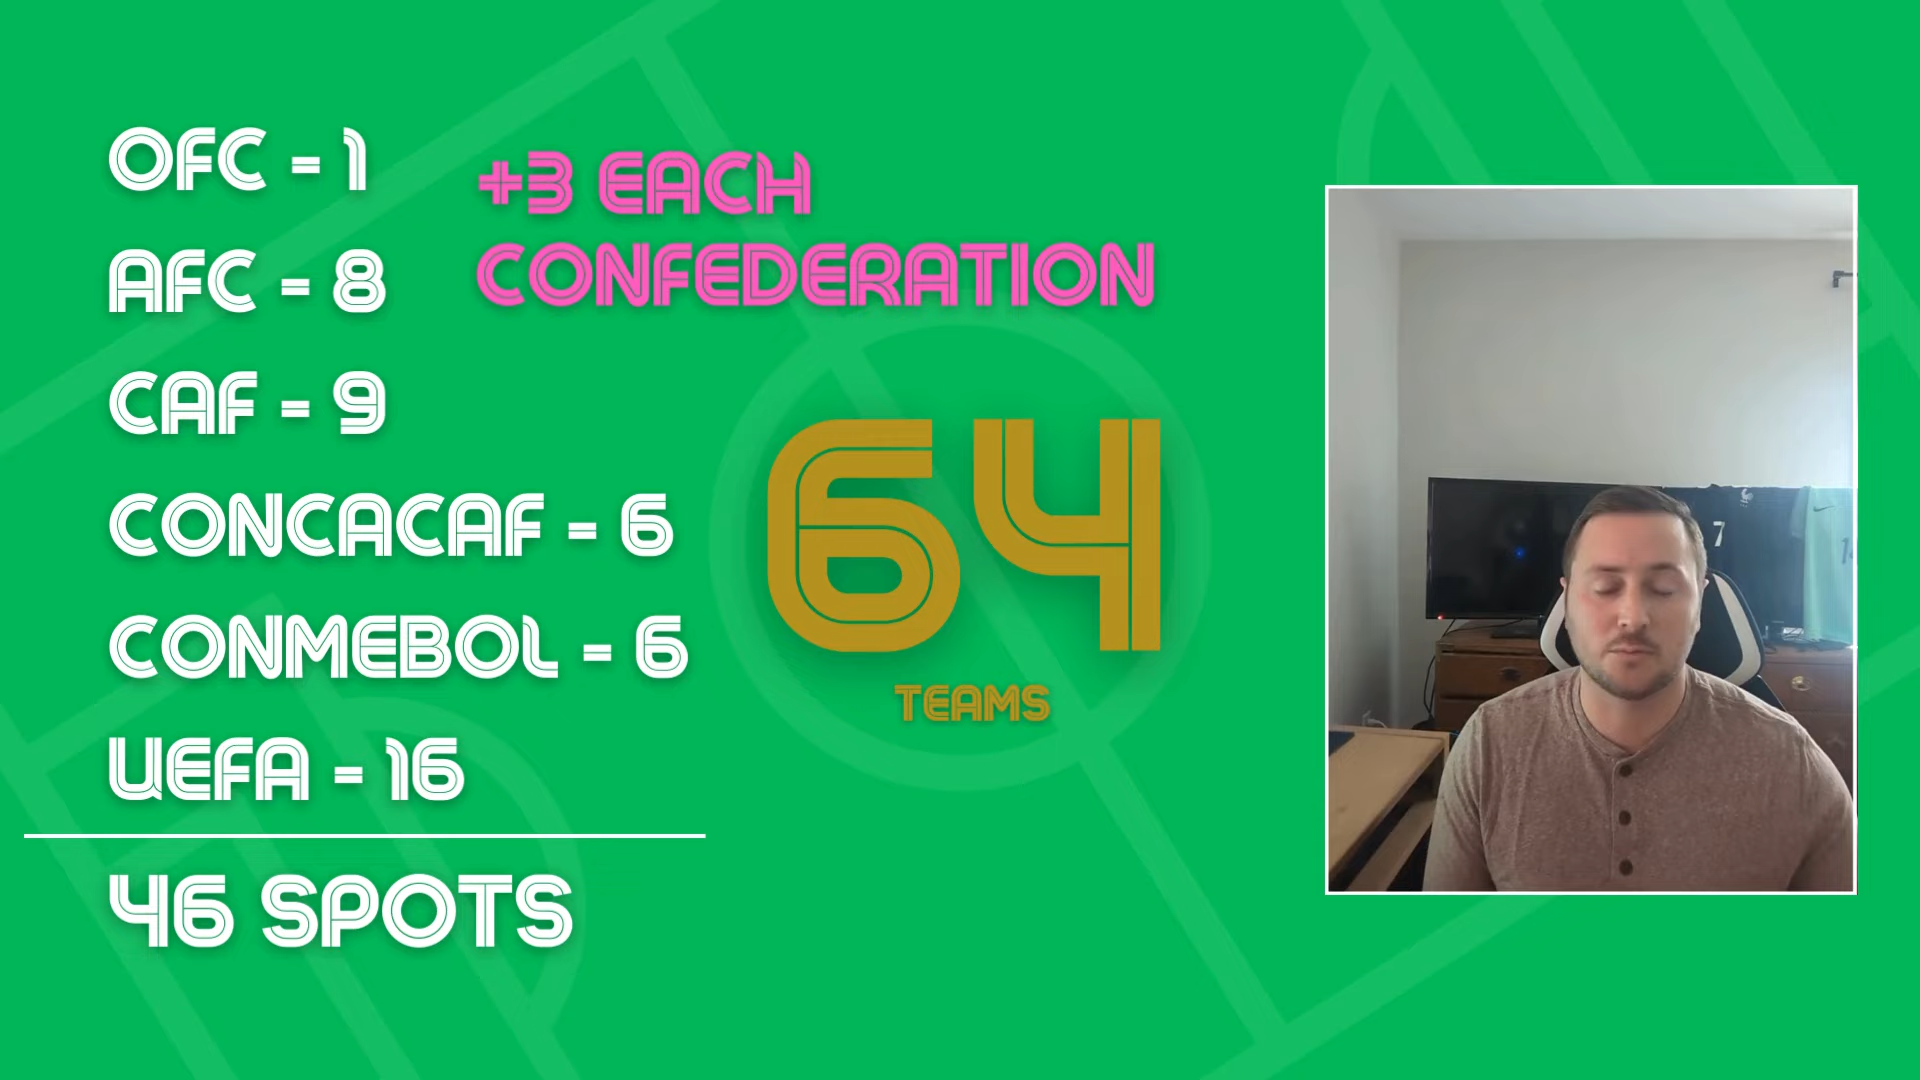 OFC - 1
AFC - 8
CAF - 9
CONCACAF - 6
CONMEBOL - 6
UEFA - 16
46 SPOTS
+3 EACH
CONFEDERATION
64
TEAMS
7